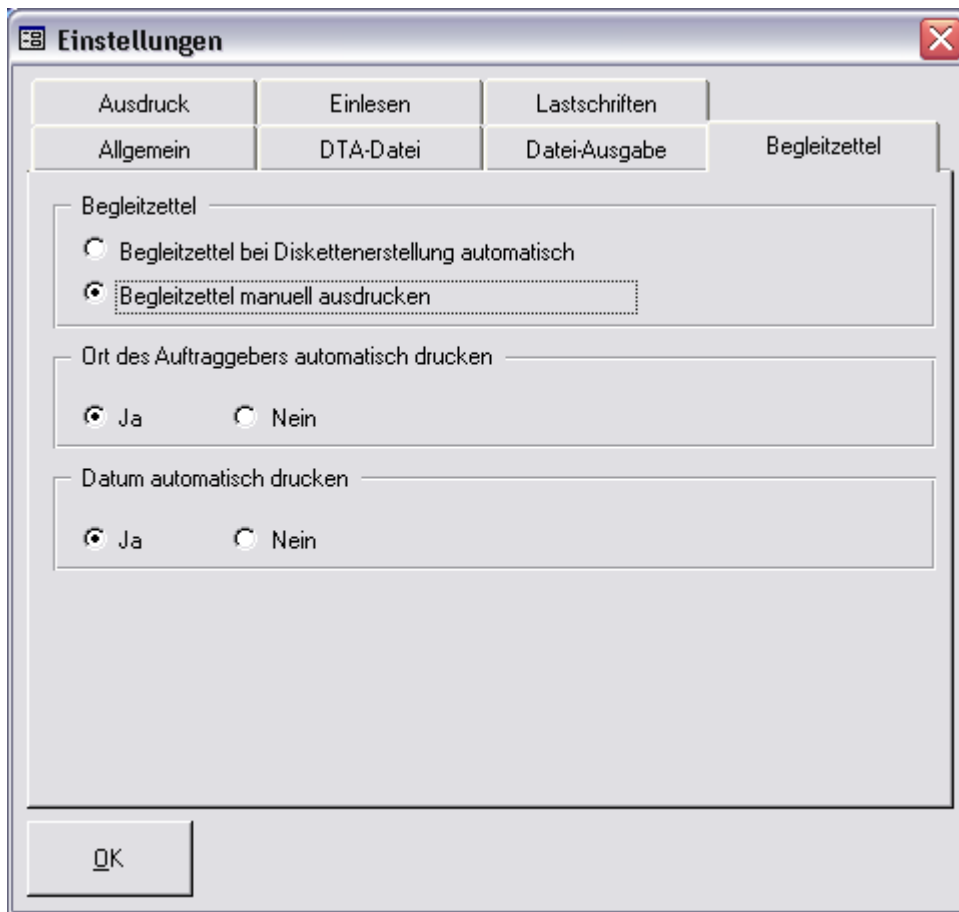 Einstellungen
Ausdruck Einlesen Lastschriften
Allgemein DTA-Datei Datei-Ausgabe Begleitzettel
Begleitzettel
Begleitzettel bei Diskettenerstellung automatisch
Begleitzettel manuell ausdrucken
Ort des Auftraggebers automatisch drucken
Ja Nein
Datum automatisch drucken
Ja Nein
OK